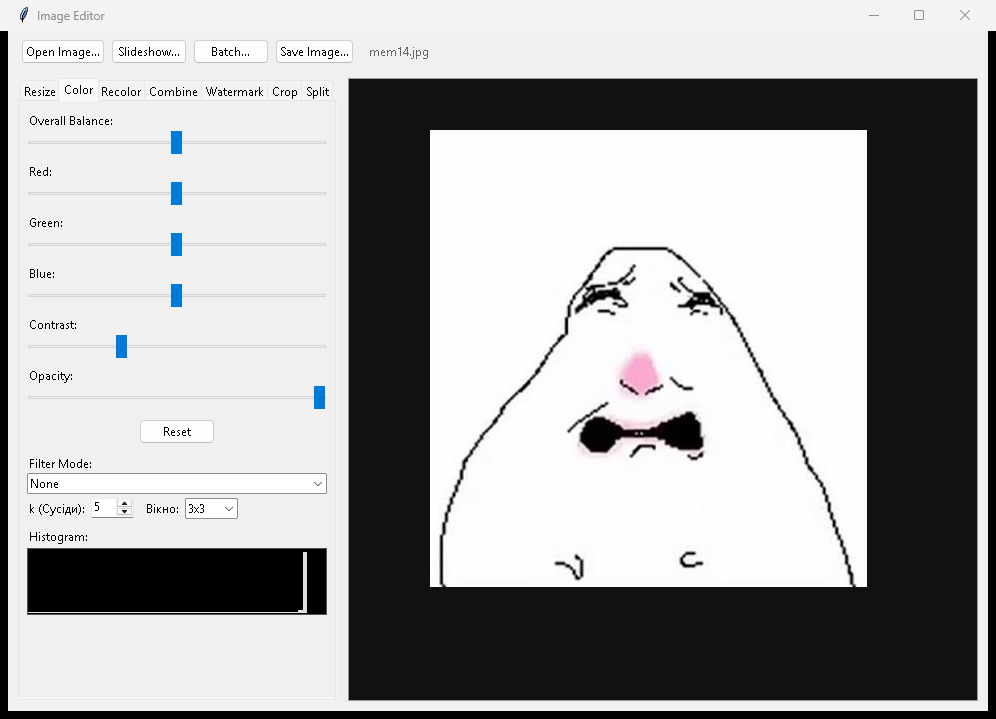 Image Editor
Open Image... Slideshow... Batch... Save Image... mem14.jpg
Resize Color Recolor Combine Watermark Crop Split
Overall Balance:
Red:
Green:
Blue:
Contrast:
Opacity:
Reset
Filter Mode:
None
k (Сусіди): 5 Вікно: 3x3
Histogram: